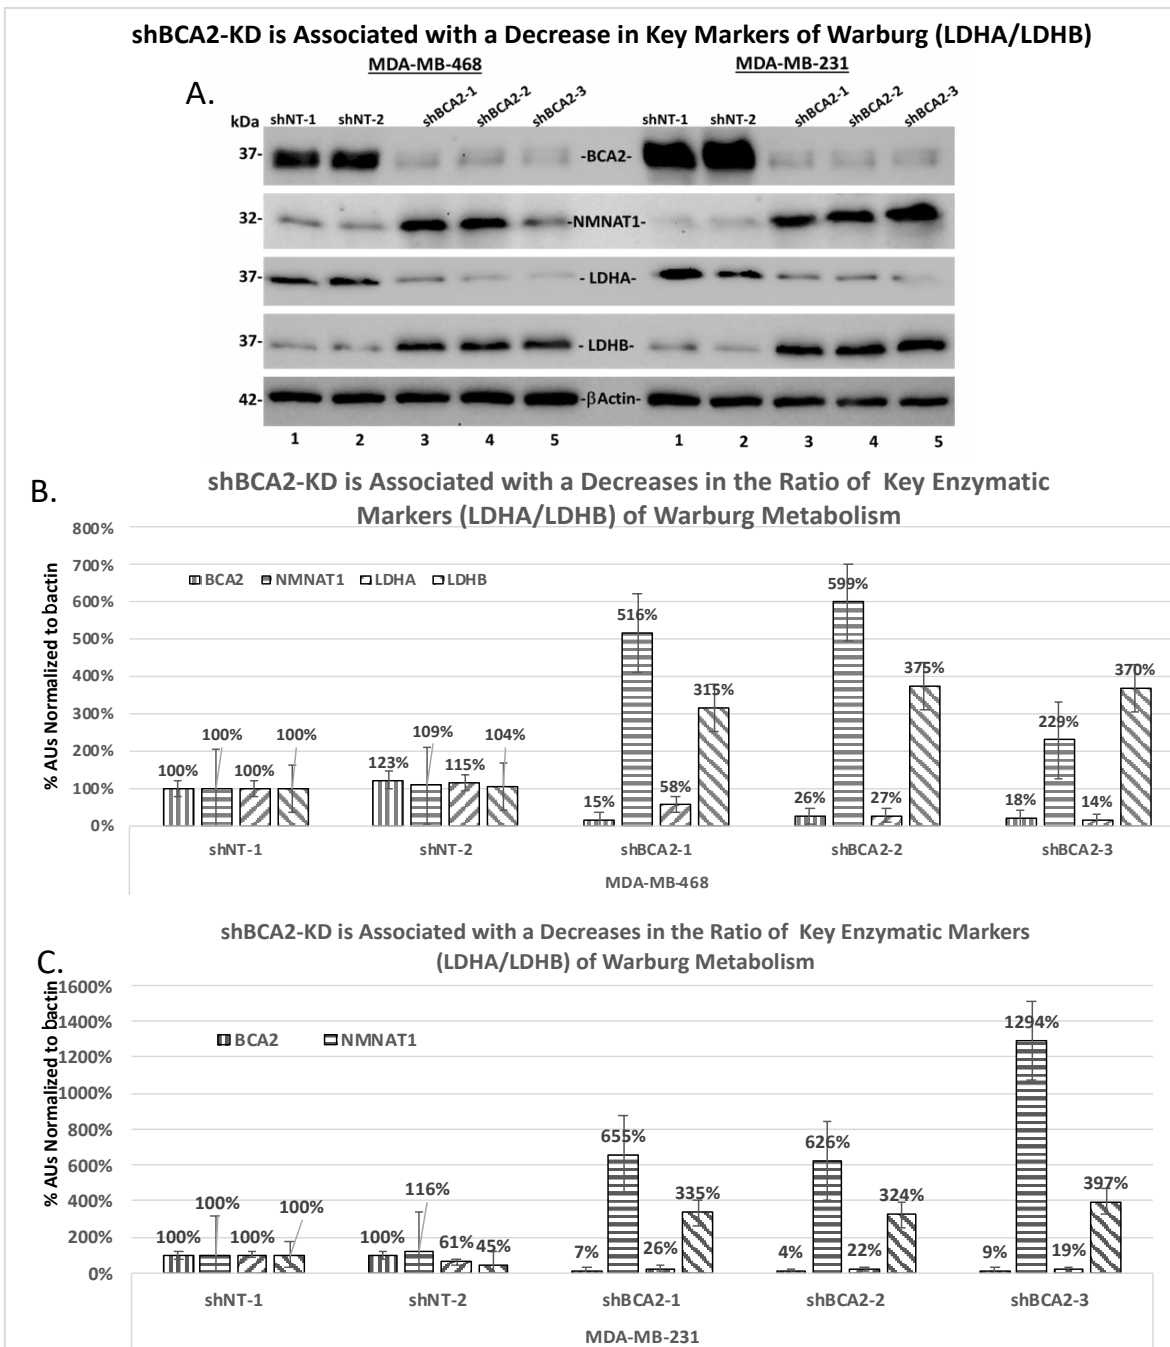 shBCA2-KD is Associated with a Decrease in Key Markers of Warburg (LDHA/LDHB)
MDA-MB-468 MDA-MB-231
A.
kDa shNT-1 shNT-2 shBCA2-1 shBCA2-2 shBCA2-3 shNT-1 shNT-2 shBCA2-1 shBCA2-2 shBCA2-3
37- -BCA2-
32- -NMNAT1-
37- - LDHA-
37- - LDHB-
42- -βActin-
1 2 3 4 5 1 2 3 4 5
B.
shBCA2-KD is Associated with a Decreases in the Ratio of Key Enzymatic
Markers (LDHA/LDHB) of Warburg Metabolism
% AUs Normalized to bactin
800%
700%
600%
500%
400%
300%
200%
100%
0%
BCA2 NMNAT1 LDHA LDHB
100% 100% 100% 100%
123% 109% 115% 104%
15% 516% 58% 315%
26% 599% 27% 375%
18% 229% 14% 370%
shNT-1 shNT-2 shBCA2-1 shBCA2-2 shBCA2-3
MDA-MB-468
C.
shBCA2-KD is Associated with a Decreases in the Ratio of Key Enzymatic Markers
(LDHA/LDHB) of Warburg Metabolism
% AUs Normalized to bactin
1600%
1400%
1200%
1000%
800%
600%
400%
200%
0%
BCA2 NMNAT1
100% 100% 100% 100%
100% 116% 61% 45%
7% 655% 26% 335%
4% 626% 22% 324%
9% 1294% 19% 397%
shNT-1 shNT-2 shBCA2-1 shBCA2-2 shBCA2-3
MDA-MB-231